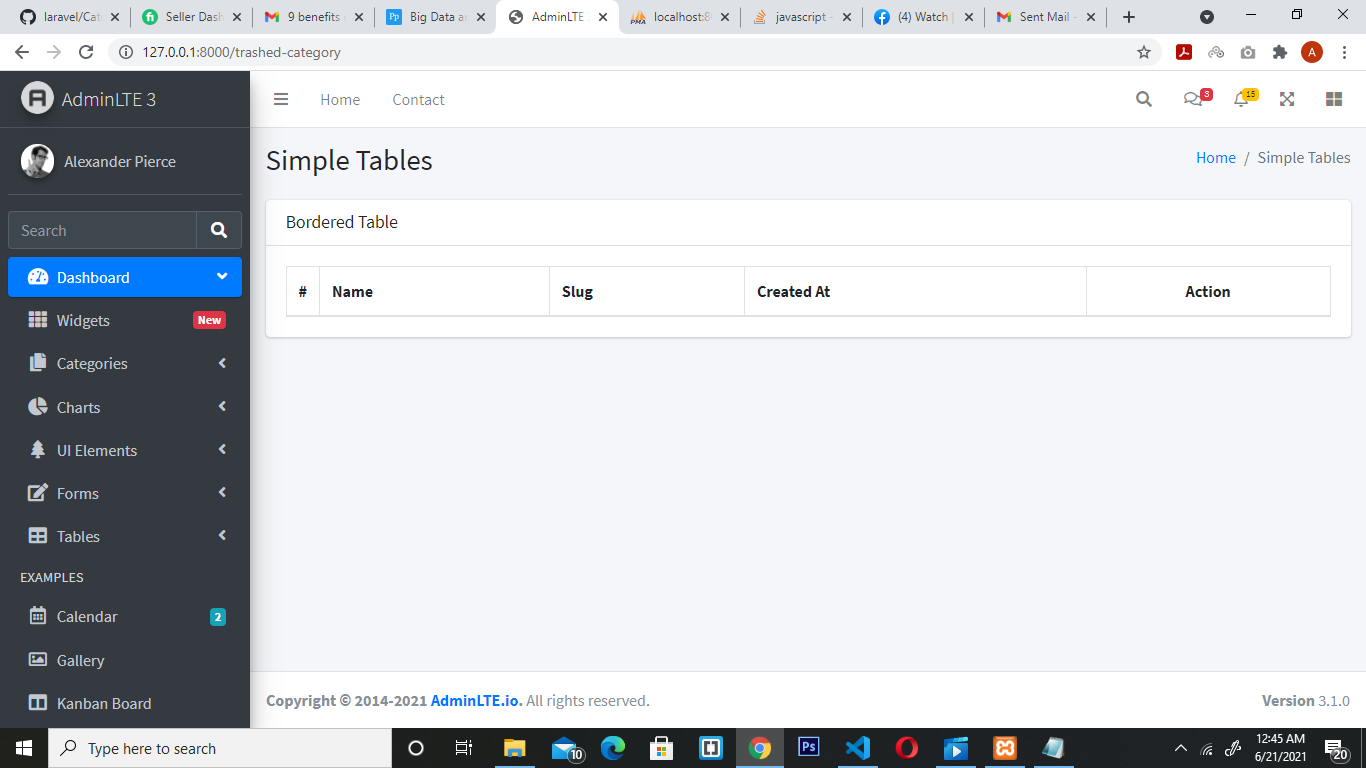 laravel/Cat
Seller Dash
9 benefits
Big Data a
AdminLTE
localhost:8
javascript -
(4) Watch |
Sent Mail -
127.0.0.1:8000/trashed-category
A
AdminLTE 3
Home
Contact
3
15
Alexander Pierce
Search
Dashboard
Widgets
New
Categories
Charts
UI Elements
Forms
Tables
EXAMPLES
Calendar
2
Gallery
Kanban Board
Simple Tables
Home / Simple Tables
Bordered Table
# Name Slug Created At Action
Copyright © 2014-2021 AdminLTE.io. All rights reserved.
Version 3.1.0
Type here to search
10
Ps
12:45 AM
6/21/2021
20